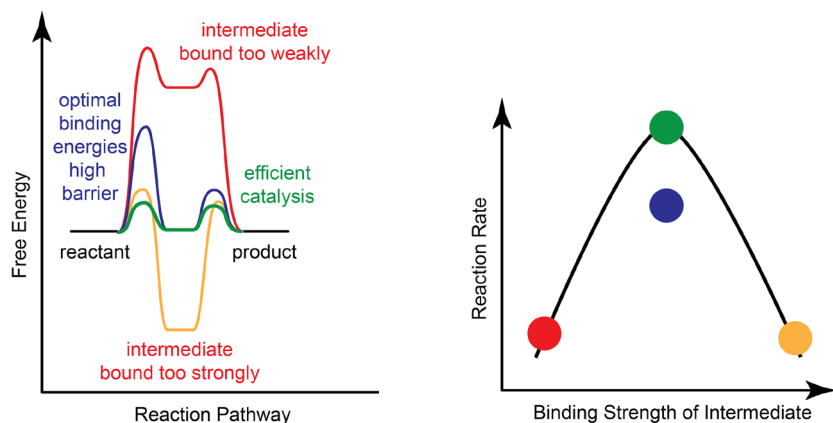 intermediate
bound too weakly
optimal
binding
energies
high
barrier
efficient
catalysis
reactant
product
intermediate
bound too strongly
Free Energy
Reaction Pathway
Reaction Rate
Binding Strength of Intermediate